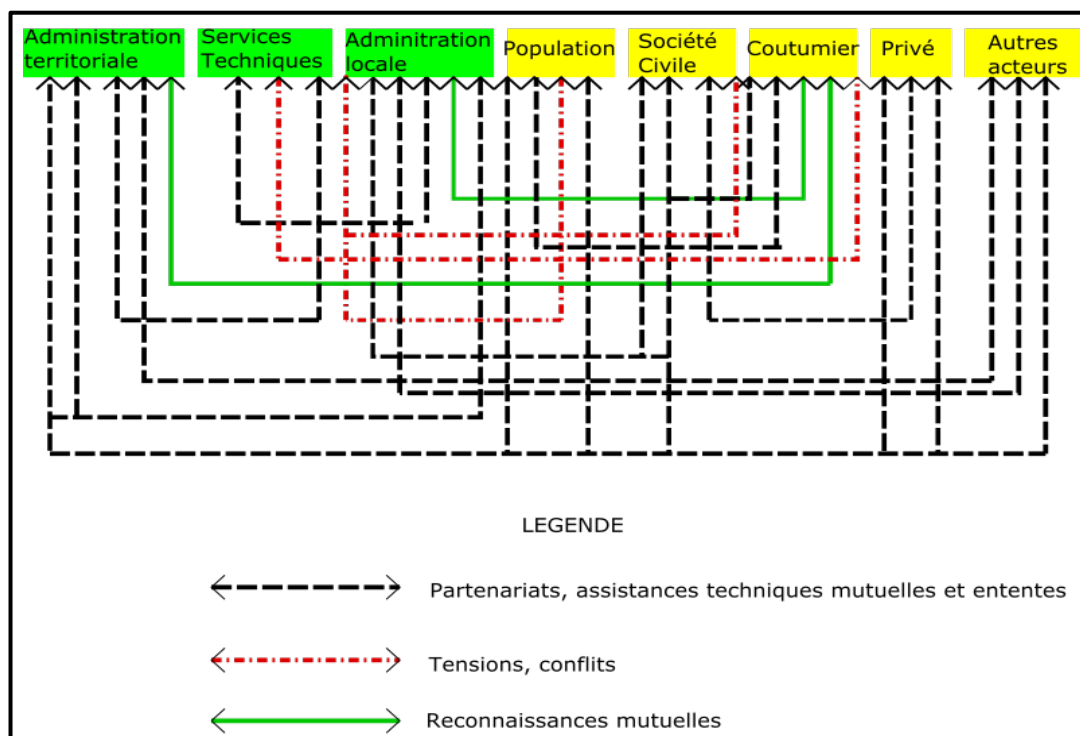 Administration
territoriale
Services
Techniques
Adminitration
locale
Population
Société
Civile
Coutumier
Privé
Autres
acteurs
LEGENDE
Partenariats, assistances techniques mutuelles et ententes
Tensions, conflits
Reconnaissances mutuelles